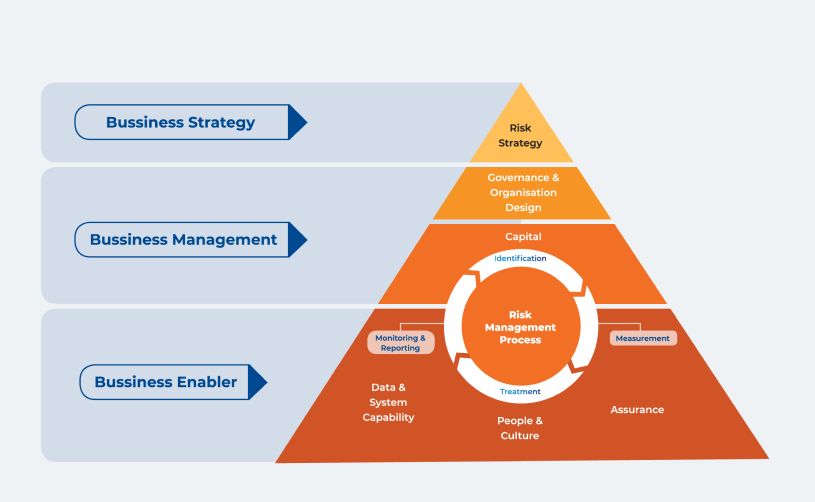 Bussiness Strategy
Risk
Strategy
Bussiness Management
Governance &
Organisation
Design
Capital
Identification
Risk
Management
Process
Monitoring &
Reporting
Measurement
Bussiness Enabler
Treatment
Data &
System
Capability
People &
Culture
Assurance